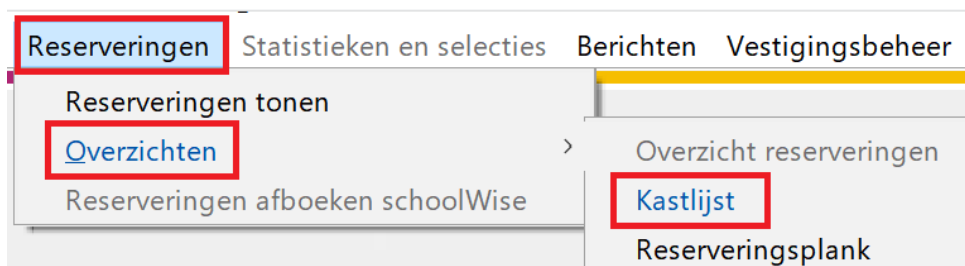 Reserveringen Statistieken en selecties Berichten Vestigingsbeheer
Reserveringen tonen
Overzichten
Reserveringen afboeken schoolWise
Overzicht reserveringen
Kastlijst
Reserveringsplank